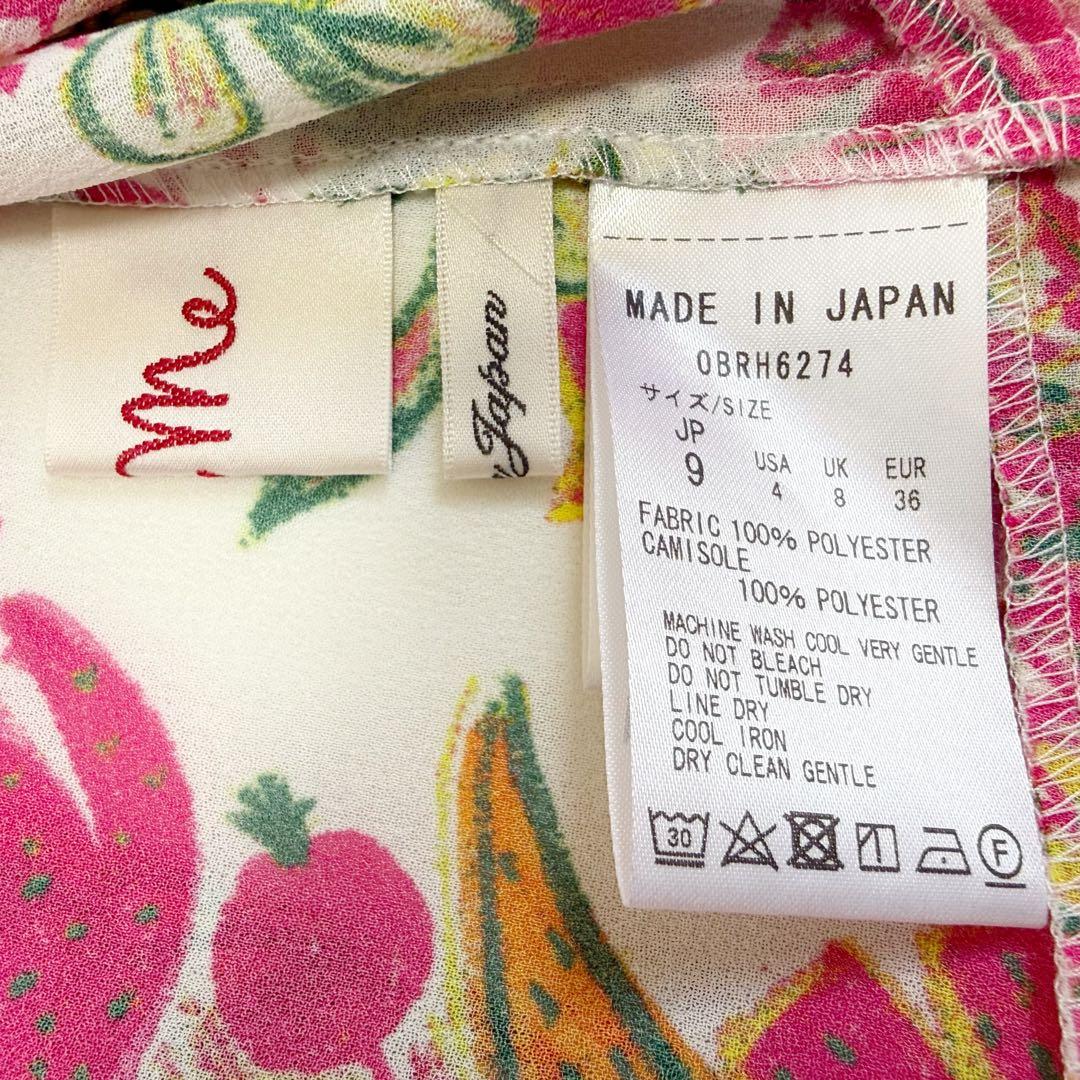 Me
Japan
MADE IN JAPAN
OBRH6274
サイズ/SIZE
JP USA UK EUR
9 4 8 36
FABRIC 100% POLYESTER
CAMISOLE
100% POLYESTER
MACHINE WASH COOL VERY GENTLE
DO NOT BLEACH
DO NOT TUMBLE DRY
LINE DRY
COOL IRON
DRY CLEAN GENTLE
30
F